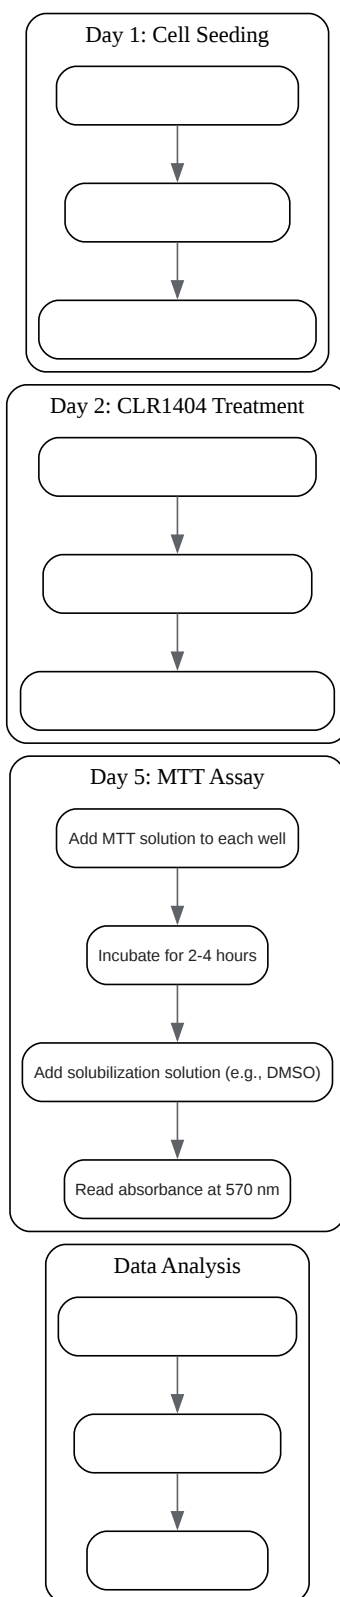 Day 1: Cell Seeding
Day 2: CLR1404 Treatment
Day 5: MTT Assay
Add MTT solution to each well
Incubate for 2-4 hours
Add solubilization solution (e.g., DMSO)
Read absorbance at 570 nm
Data Analysis